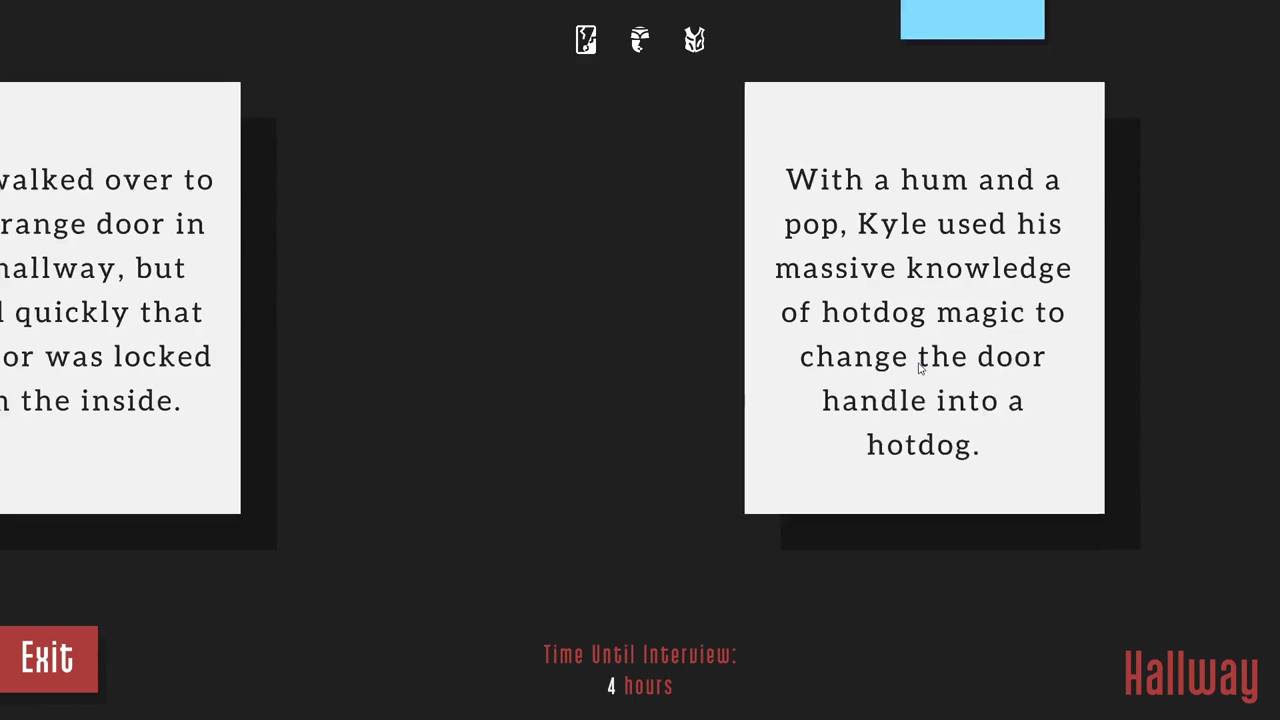 walked over to
range door in
hallway, but
quickly that
or was locked
the inside.
With a hum and a
pop, Kyle used his
massive knowledge
of hotdog magic to
change the door
handle into a
hotdog.
Exit
Time Until Interview:
4 hours
Hallway